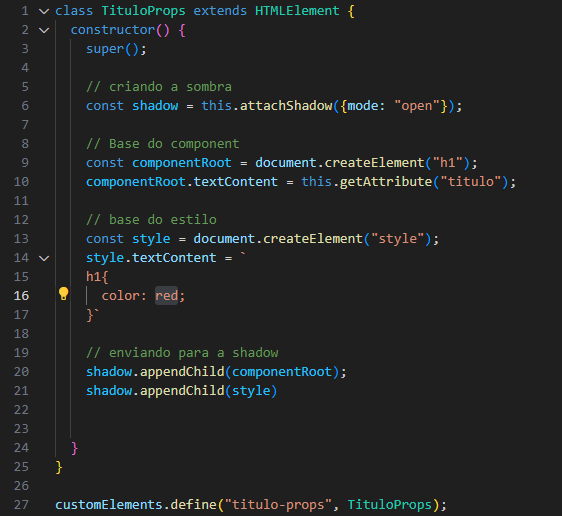 1 class TituloProps extends HTMLElement {
2 constructor() {
3 super();
4
5 // criando a sombra
6 const shadow = this.attachShadow({mode: "open"});
7
8 // Base do component
9 const componentRoot = document.createElement("h1");
10 componentRoot.textContent = this.getAttribute("titulo");
11
12 // base do estilo
13 const style = document.createElement("style");
14 style.textContent = `
15 h1{
16 color: red;
17 }`
18
19 // enviando para a shadow
20 shadow.appendChild(componentRoot);
21 shadow.appendChild(style)
22
23
24 }
25 }
26
27 customElements.define("titulo-props", TituloProps);